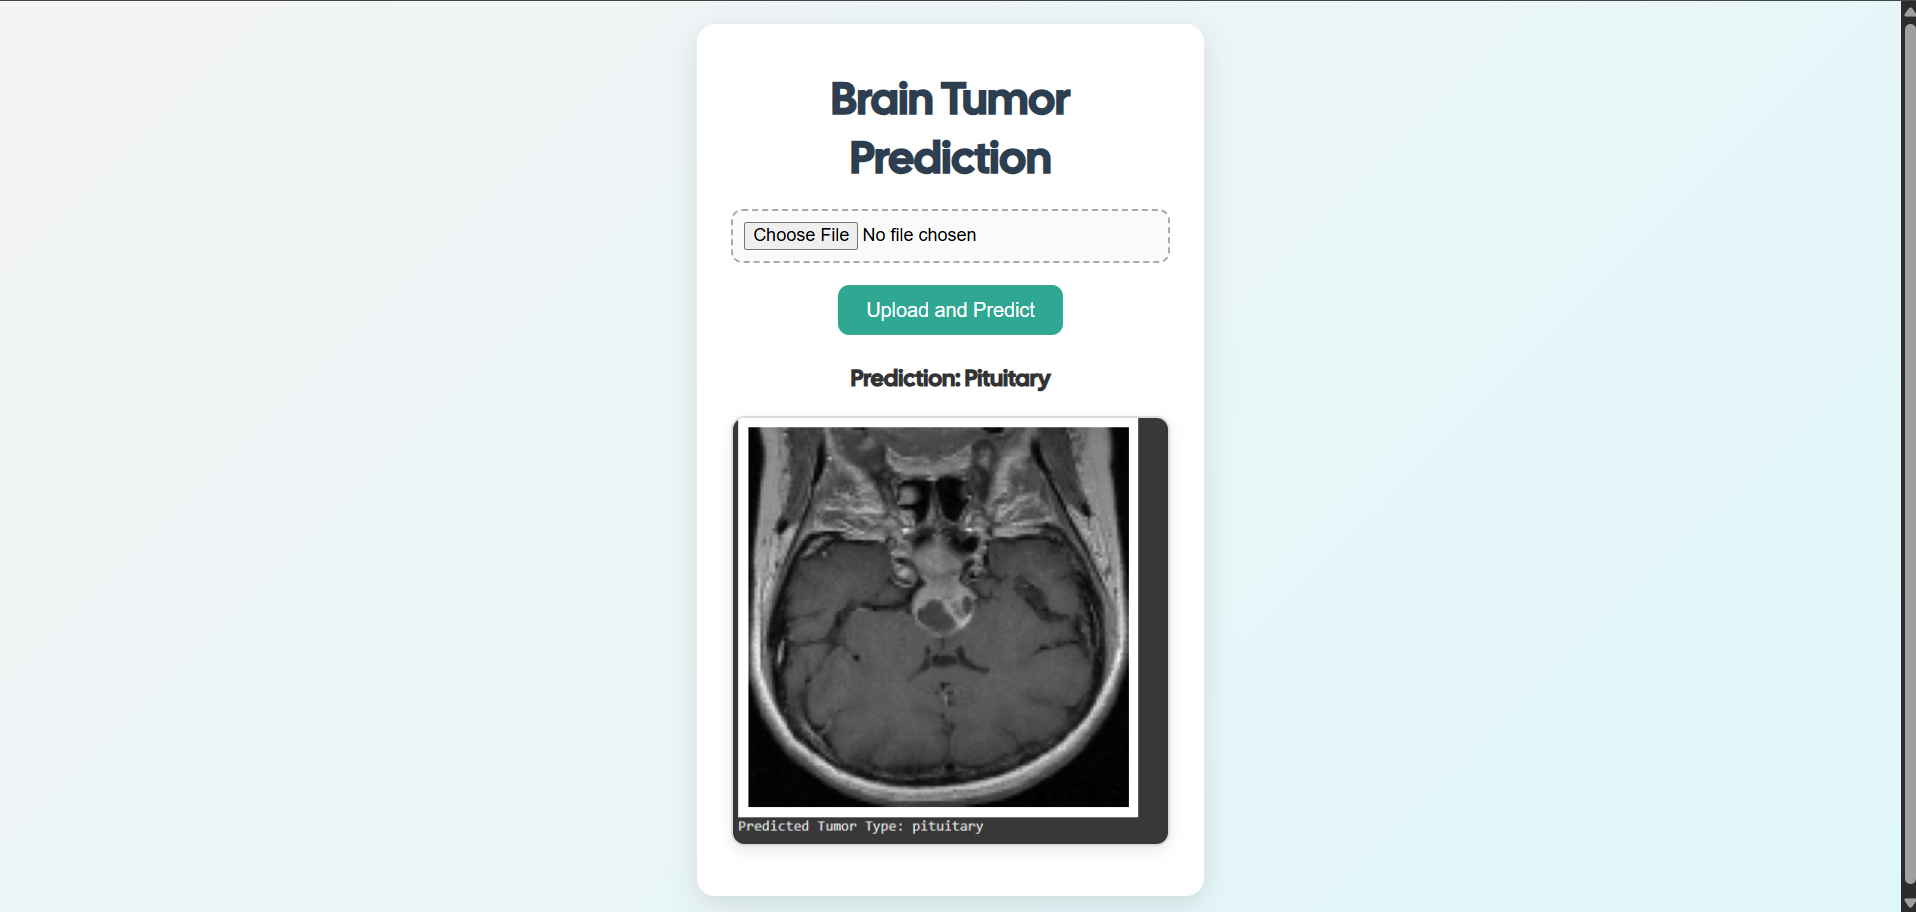 Brain Tumor
Prediction
Choose File No file chosen
Upload and Predict
Prediction: Pituitary
Predicted Tumor Type: pituitary